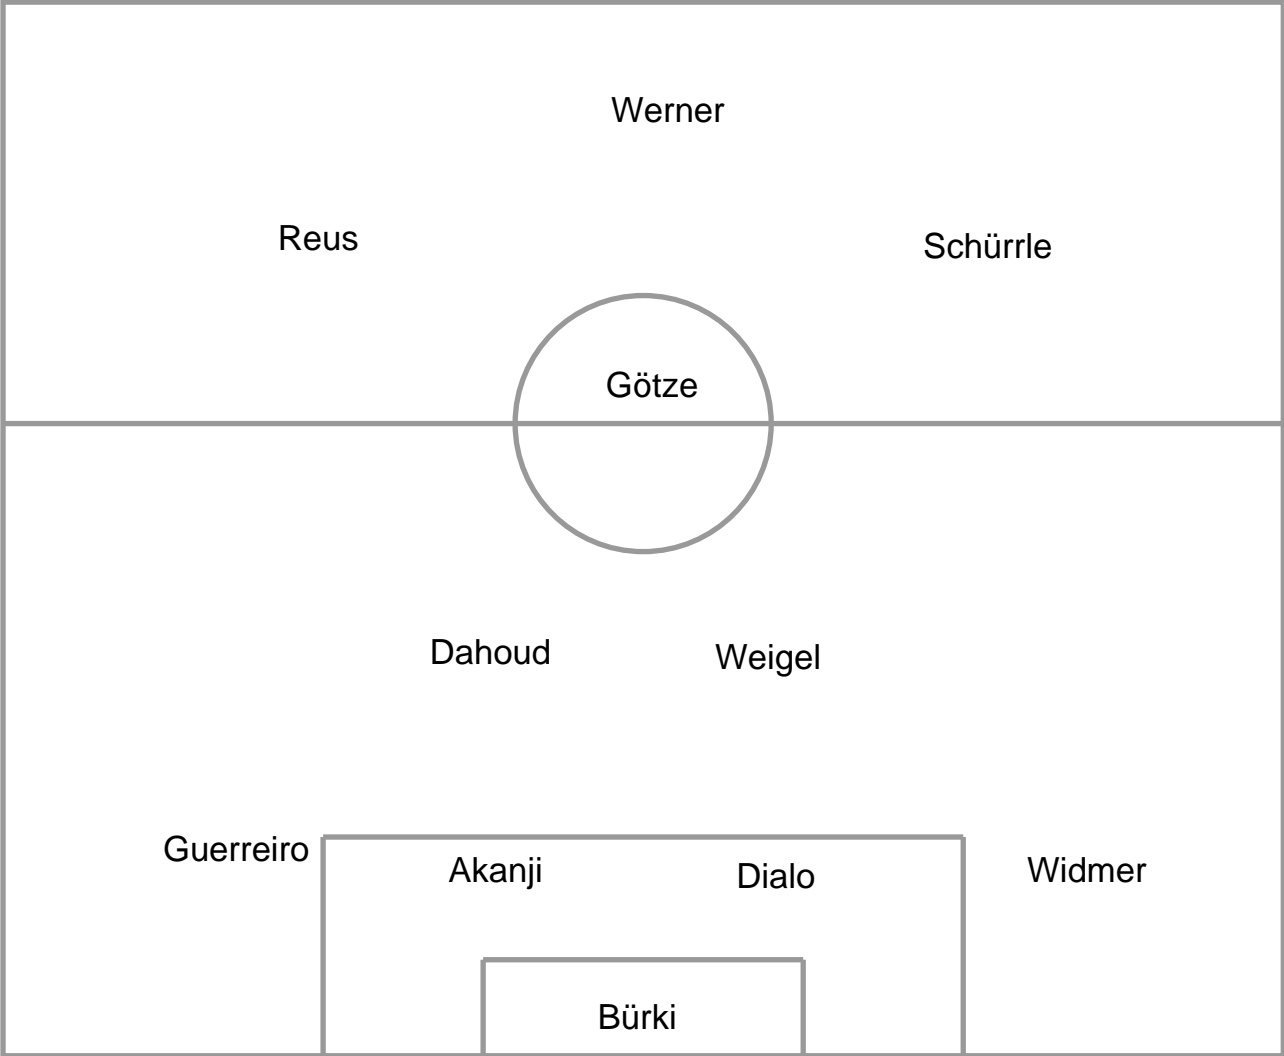 Werner
Reus
Schürrle
Götze
Dahoud
Weigel
Guerreiro
Akanji
Dialo
Widmer
Bürki